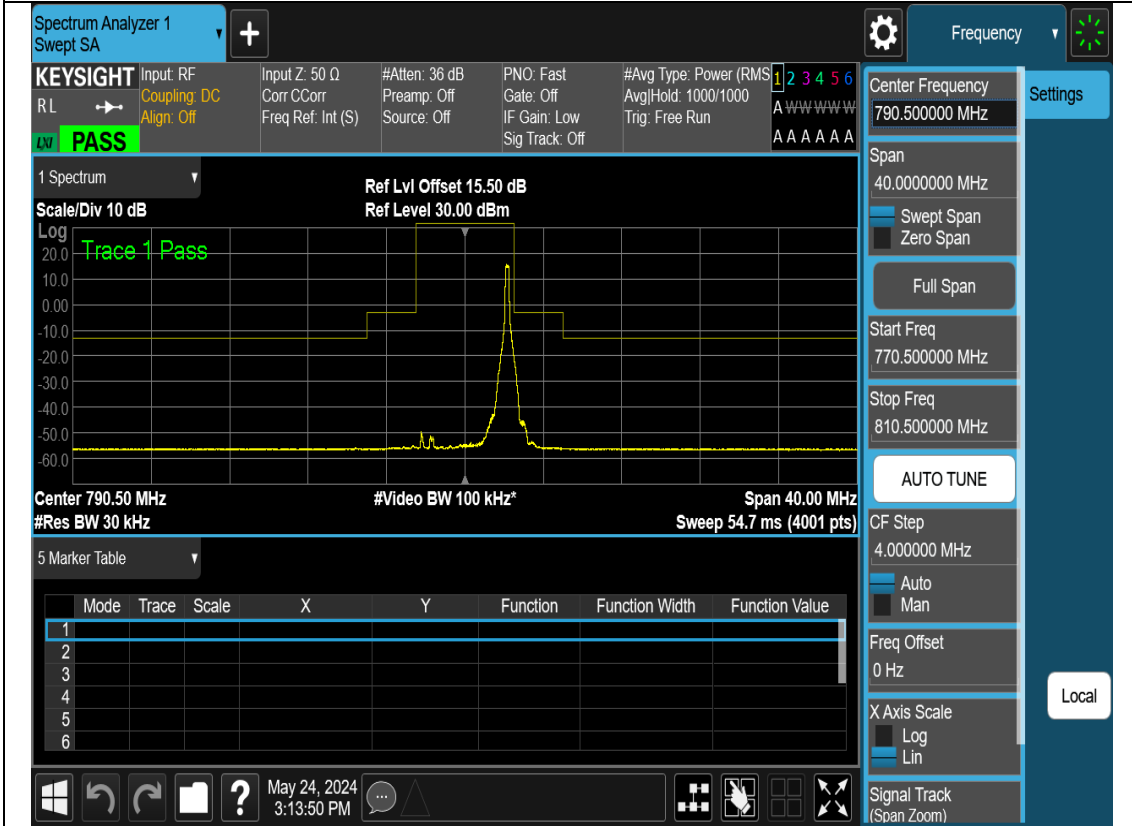 Spectrum Analyzer 1
Swept SA
+
Frequency
KEYSIGHT
RL
LXI PASS
Input: RF
Coupling: DC
Align: Off
Input Z: 50 Ω
Corr CCorr
Freq Ref: Int (S)
#Atten: 36 dB
Preamp: Off
Source: Off
PNO: Fast
Gate: Off
IF Gain: Low
Sig Track: Off
#Avg Type: Power (RMS
Avg|Hold: 1000/1000
Trig: Free Run
1 2 3 4 5 6
A W W W W W
A A A A A A
1 Spectrum
Scale/Div 10 dB
Ref Lvl Offset 15.50 dB
Ref Level 30.00 dBm
Log
Trace 1 Pass
20.0
10.0
0.00
-10.0
-20.0
-30.0
-40.0
-50.0
-60.0
Center 790.50 MHz
#Video BW 100 kHz*
Span 40.00 MHz
#Res BW 30 kHz
Sweep 54.7 ms (4001 pts)
5 Marker Table
Mode Trace Scale X Y Function Function Width Function Value
1
2
3
4
5
6
May 24, 2024
3:13:50 PM
?
Center Frequency
790.500000 MHz
Settings
Span
40.0000000 MHz
Swept Span
Zero Span
Full Span
Start Freq
770.500000 MHz
Stop Freq
810.500000 MHz
AUTO TUNE
CF Step
4.000000 MHz
Auto
Man
Freq Offset
0 Hz
X Axis Scale
Log
Lin
Local
Signal Track
(Span Zoom)